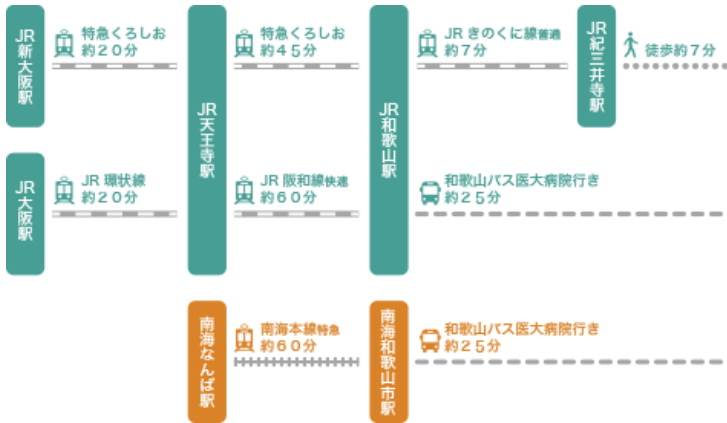 JR新大阪駅
特急くろしお
約20分
JR天王寺駅
特急くろしお
約45分
JR和歌山駅
JRきのくに線普通
約7分
JR紀三井寺駅
徒歩約7分
JR大阪駅
JR環状線
約20分
JR阪和線快速
約60分
和歌山バス医大病院行き
約25分
南海なんば駅
南海本線特急
約60分
南海和歌山市駅
和歌山バス医大病院行き
約25分